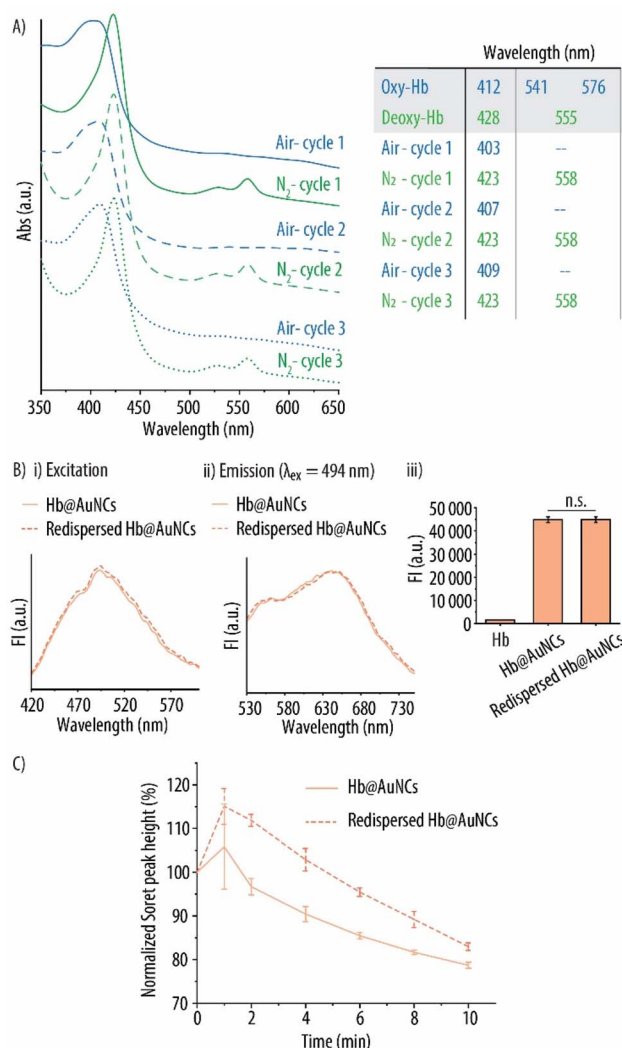 A)
Abs (a.u.)
Air- cycle 1
N₂- cycle 1
Air- cycle 2
N₂- cycle 2
Air- cycle 3
N₂- cycle 3
350 400 450 500 550 600 650
Wavelength (nm)
Wavelength (nm)
Oxy-Hb 412 541 576
Deoxy-Hb 428 555
Air- cycle 1 403 --
N₂ - cycle 1 423 558
Air- cycle 2 407 --
N₂ - cycle 2 423 558
Air- cycle 3 409 --
N₂ - cycle 3 423 558
B) i) Excitation
Hb@AuNCs
Redispersed Hb@AuNCs
FI (a.u.)
420 470 520 570
Wavelength (nm)
ii) Emission (λex = 494 nm)
Hb@AuNCs
Redispersed Hb@AuNCs
FI (a.u.)
530 580 630 680 730
Wavelength (nm)
iii)
n.s.
FI (a.u.)
50 000
40 000
30 000
20 000
10 000
0
Hb
Hb@AuNCs
Redispersed Hb@AuNCs
C)
Normalized Soret peak height (%)
120
110
100
90
80
70
Hb@AuNCs
Redispersed Hb@AuNCs
0 2 4 6 8 10
Time (min)